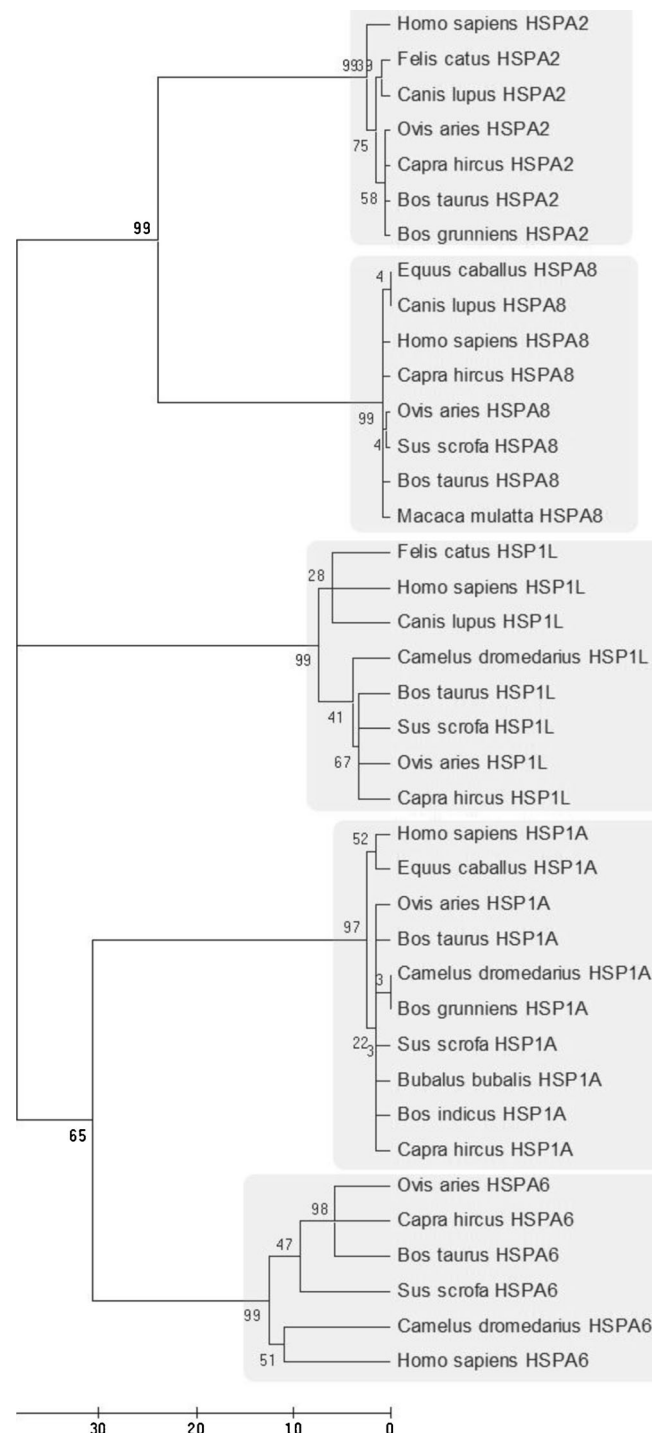 Homo sapiens HSPA2
9939
Felis catus HSPA2
Canis lupus HSPA2
Ovis aries HSPA2
75
Capra hircus HSPA2
58
Bos taurus HSPA2
99
Bos grunniens HSPA2
4
Equus caballus HSPA8
Canis lupus HSPA8
Homo sapiens HSPA8
Capra hircus HSPA8
99
Ovis aries HSPA8
4
Sus scrofa HSPA8
Bos taurus HSPA8
Macaca mulatta HSPA8
Felis catus HSP1L
28
Homo sapiens HSP1L
Canis lupus HSP1L
99
Camelus dromedarius HSP1L
Bos taurus HSP1L
41
Sus scrofa HSP1L
67
Ovis aries HSP1L
Capra hircus HSP1L
52
Homo sapiens HSP1A
Equus caballus HSP1A
Ovis aries HSP1A
97
Bos taurus HSP1A
3
Camelus dromedarius HSP1A
Bos grunniens HSP1A
223
Sus scrofa HSP1A
Bubalus bubalis HSP1A
Bos indicus HSP1A
65
Capra hircus HSP1A
Ovis aries HSPA6
98
Capra hircus HSPA6
47
Bos taurus HSPA6
Sus scrofa HSPA6
99
Camelus dromedarius HSPA6
51
Homo sapiens HSPA6
30 20 10 0